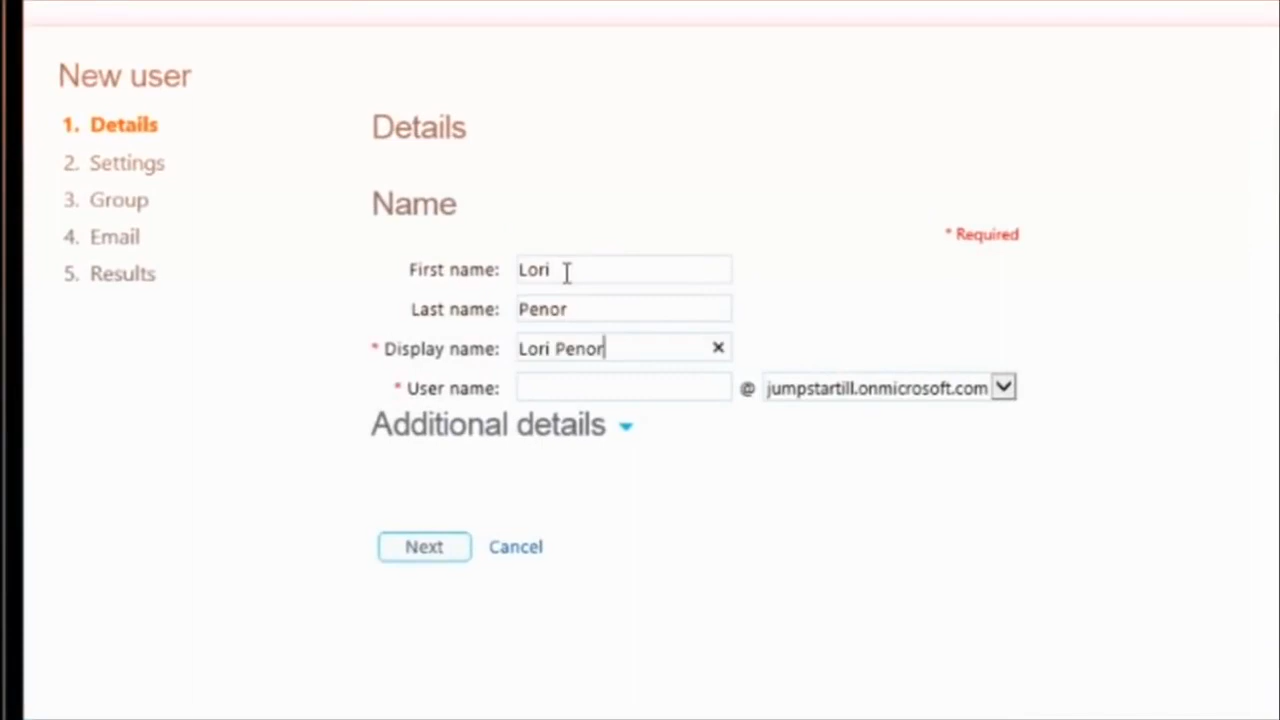 New user
1. Details
2. Settings
3. Group
4. Email
5. Results
Details
Name
* Required
First name: Lori
Last name: Penor
* Display name: Lori Penor ×
* User name: @ jumpstartill.onmicrosoft.com
Additional details
Next Cancel